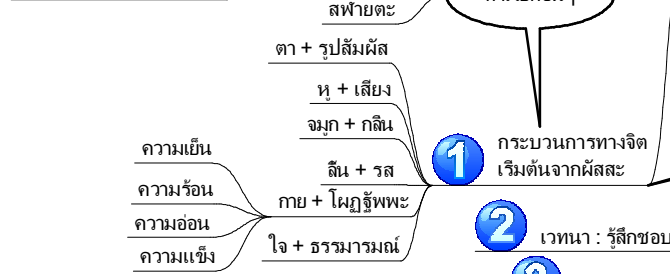 สฬายตะ
ตา + รูปสัมผัส
หู + เสียง
จมูก + กลิ่น
ลิ้น + รส
กาย + โผฏฐัพพะ
ใจ + ธรรมารมณ์
ความเย็น
ความร้อน
ความอ่อน
ความแข็ง
1
กระบวนการทางจิต
เริ่มต้นจากผัสสะ
2
เวทนา : รู้สึกชอบ